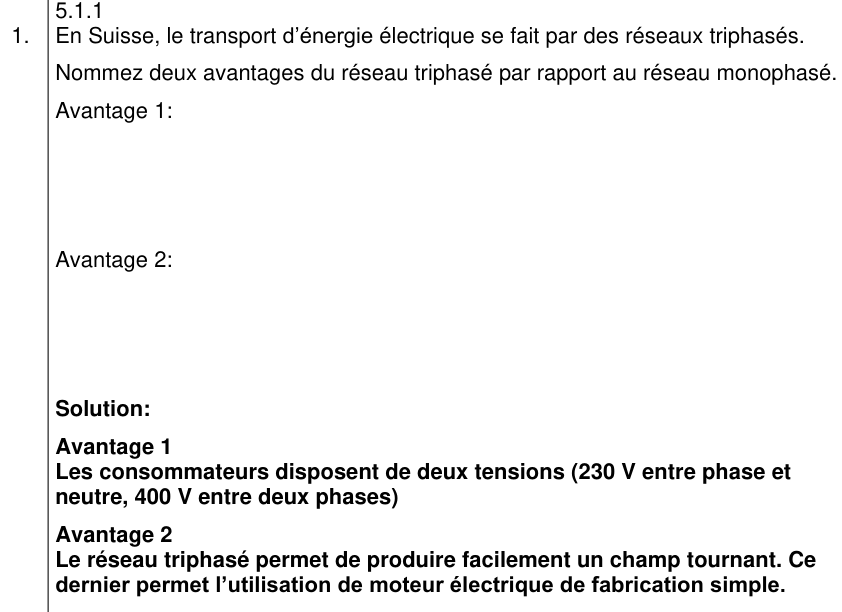 5.1.1
1. En Suisse, le transport d’énergie électrique se fait par des réseaux triphasés.
Nommez deux avantages du réseau triphasé par rapport au réseau monophasé.
Avantage 1:
Avantage 2:
Solution:
Avantage 1
Les consommateurs disposent de deux tensions (230 V entre phase et
neutre, 400 V entre deux phases)
Avantage 2
Le réseau triphasé permet de produire facilement un champ tournant. Ce
dernier permet l’utilisation de moteur électrique de fabrication simple.